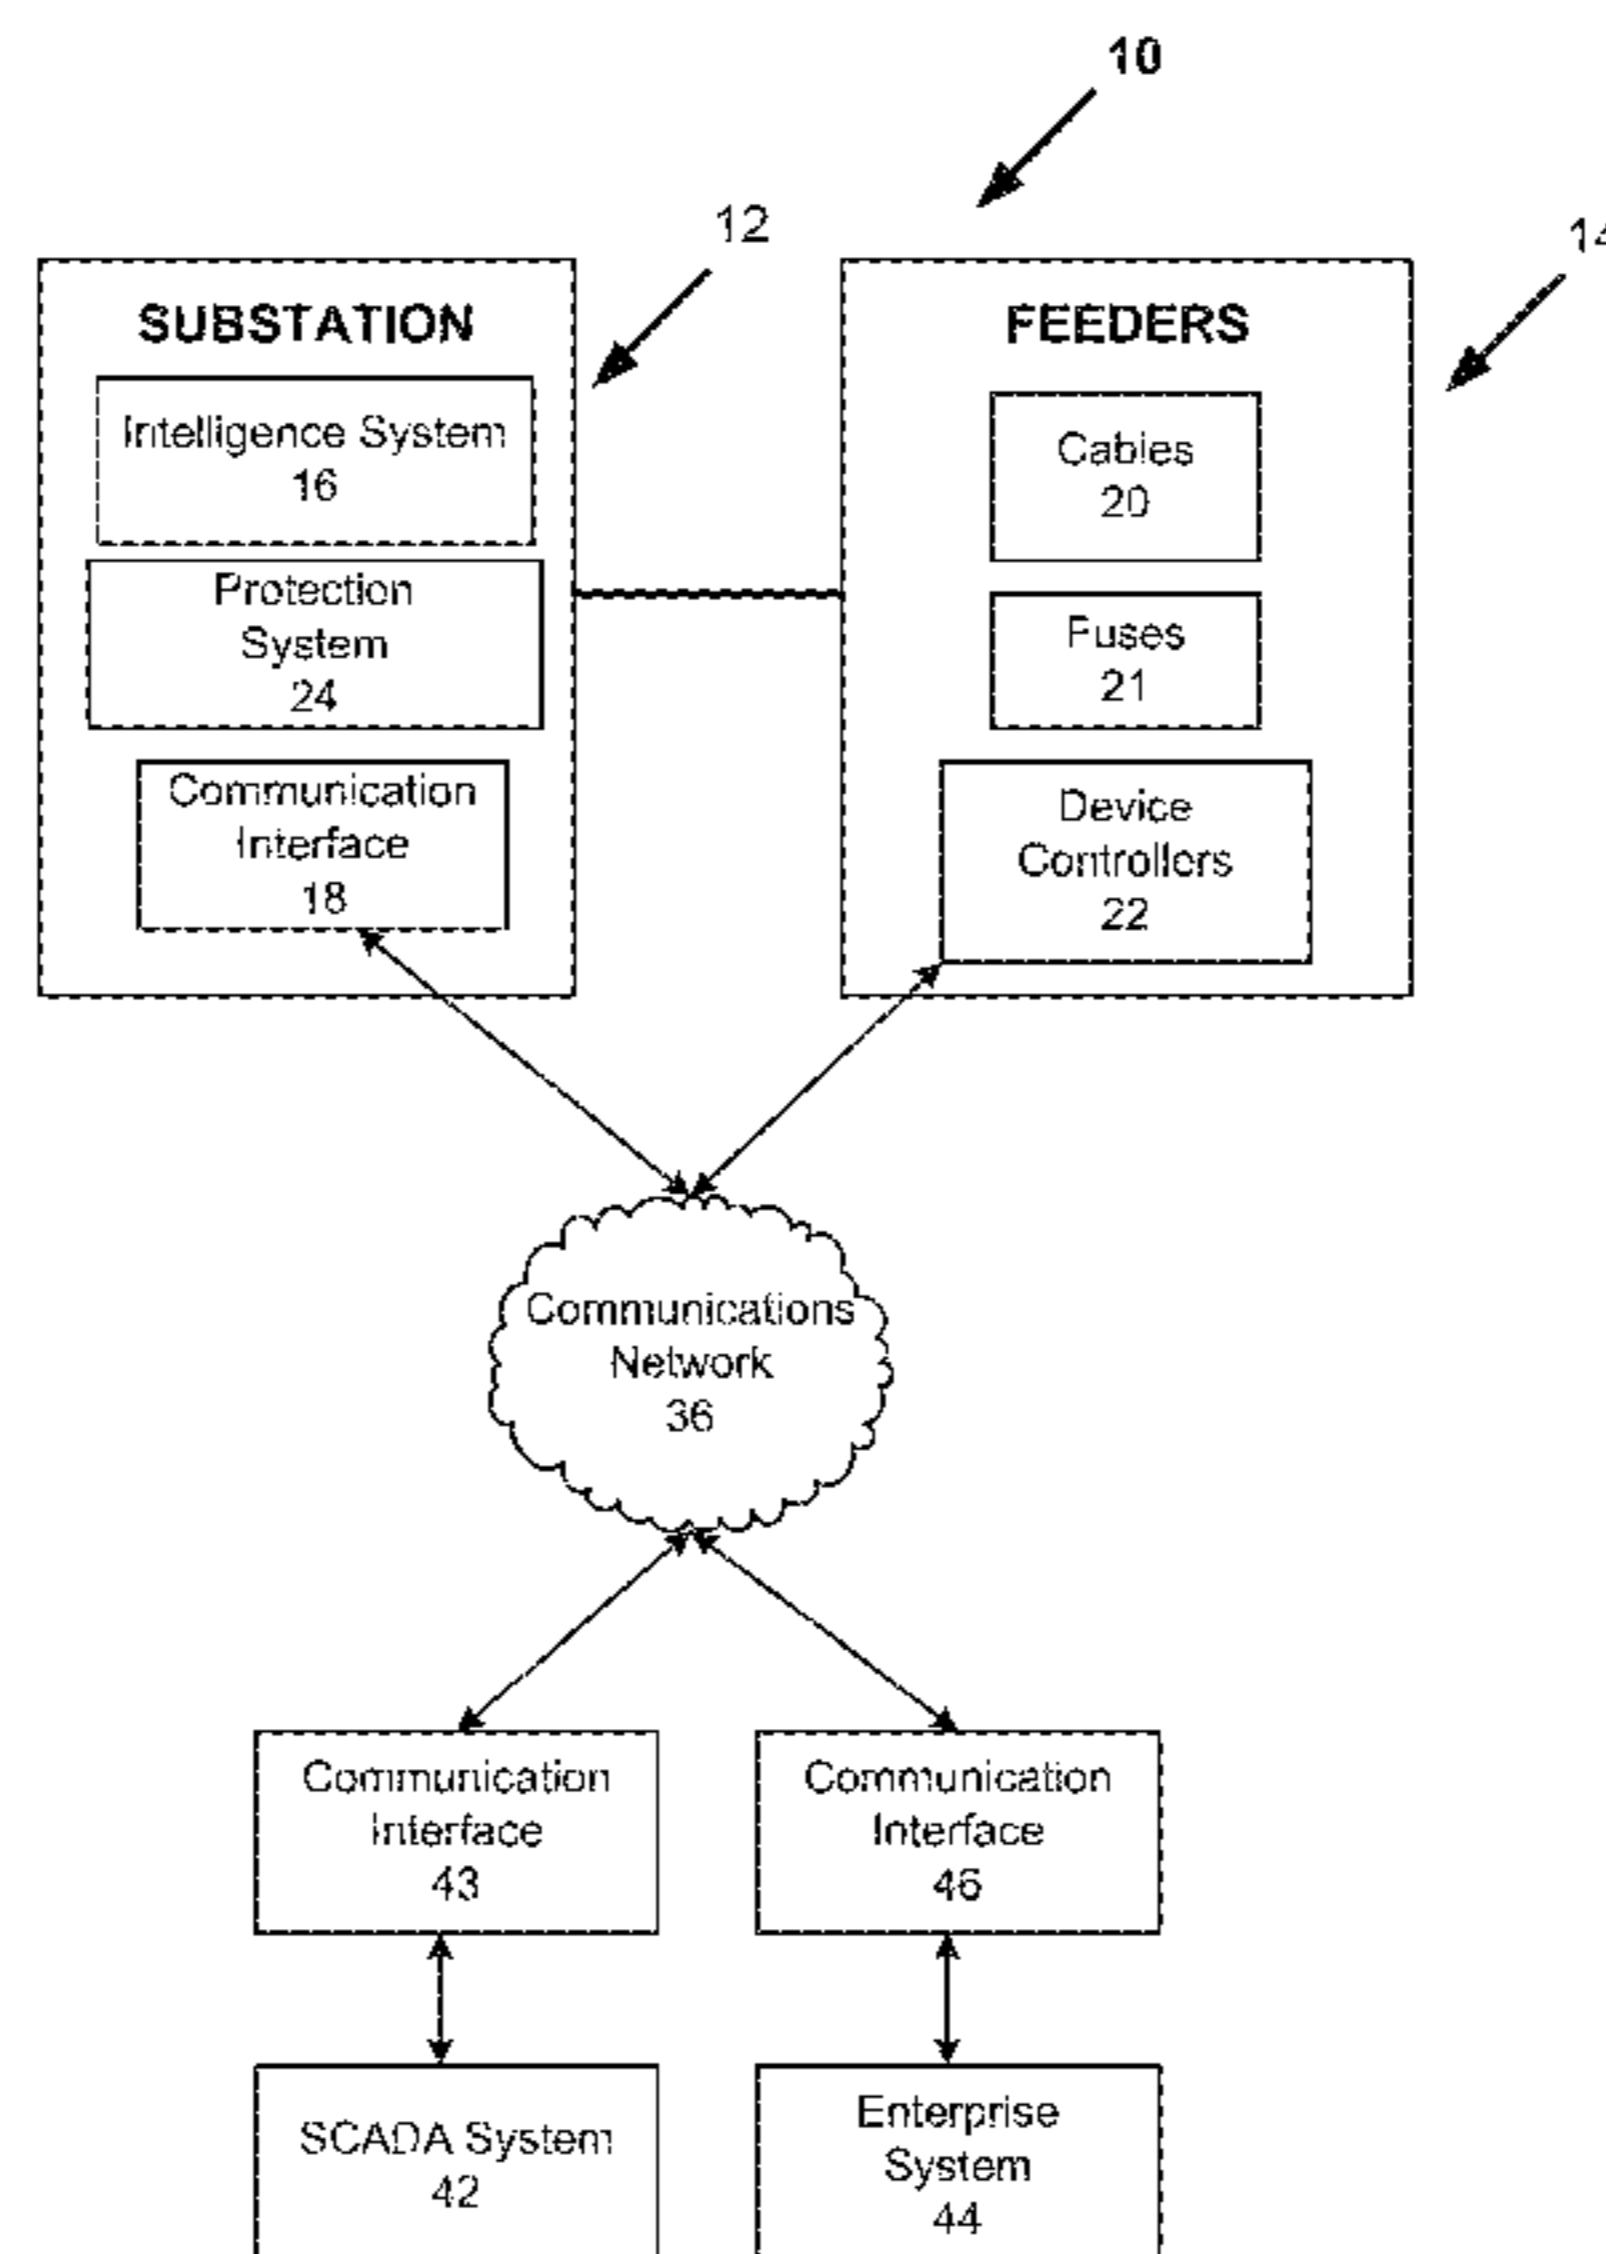 10
12
14
SUBSTATION
Intelligence System
16
Protection
System
24
Communication
Interface
18
FEEDERS
Cables
20
Fuses
21
Device
Controllers
22
Communications
Network
36
Communication
Interface
43
Communication
Interface
46
SCADA System
42
Enterprise
System
44